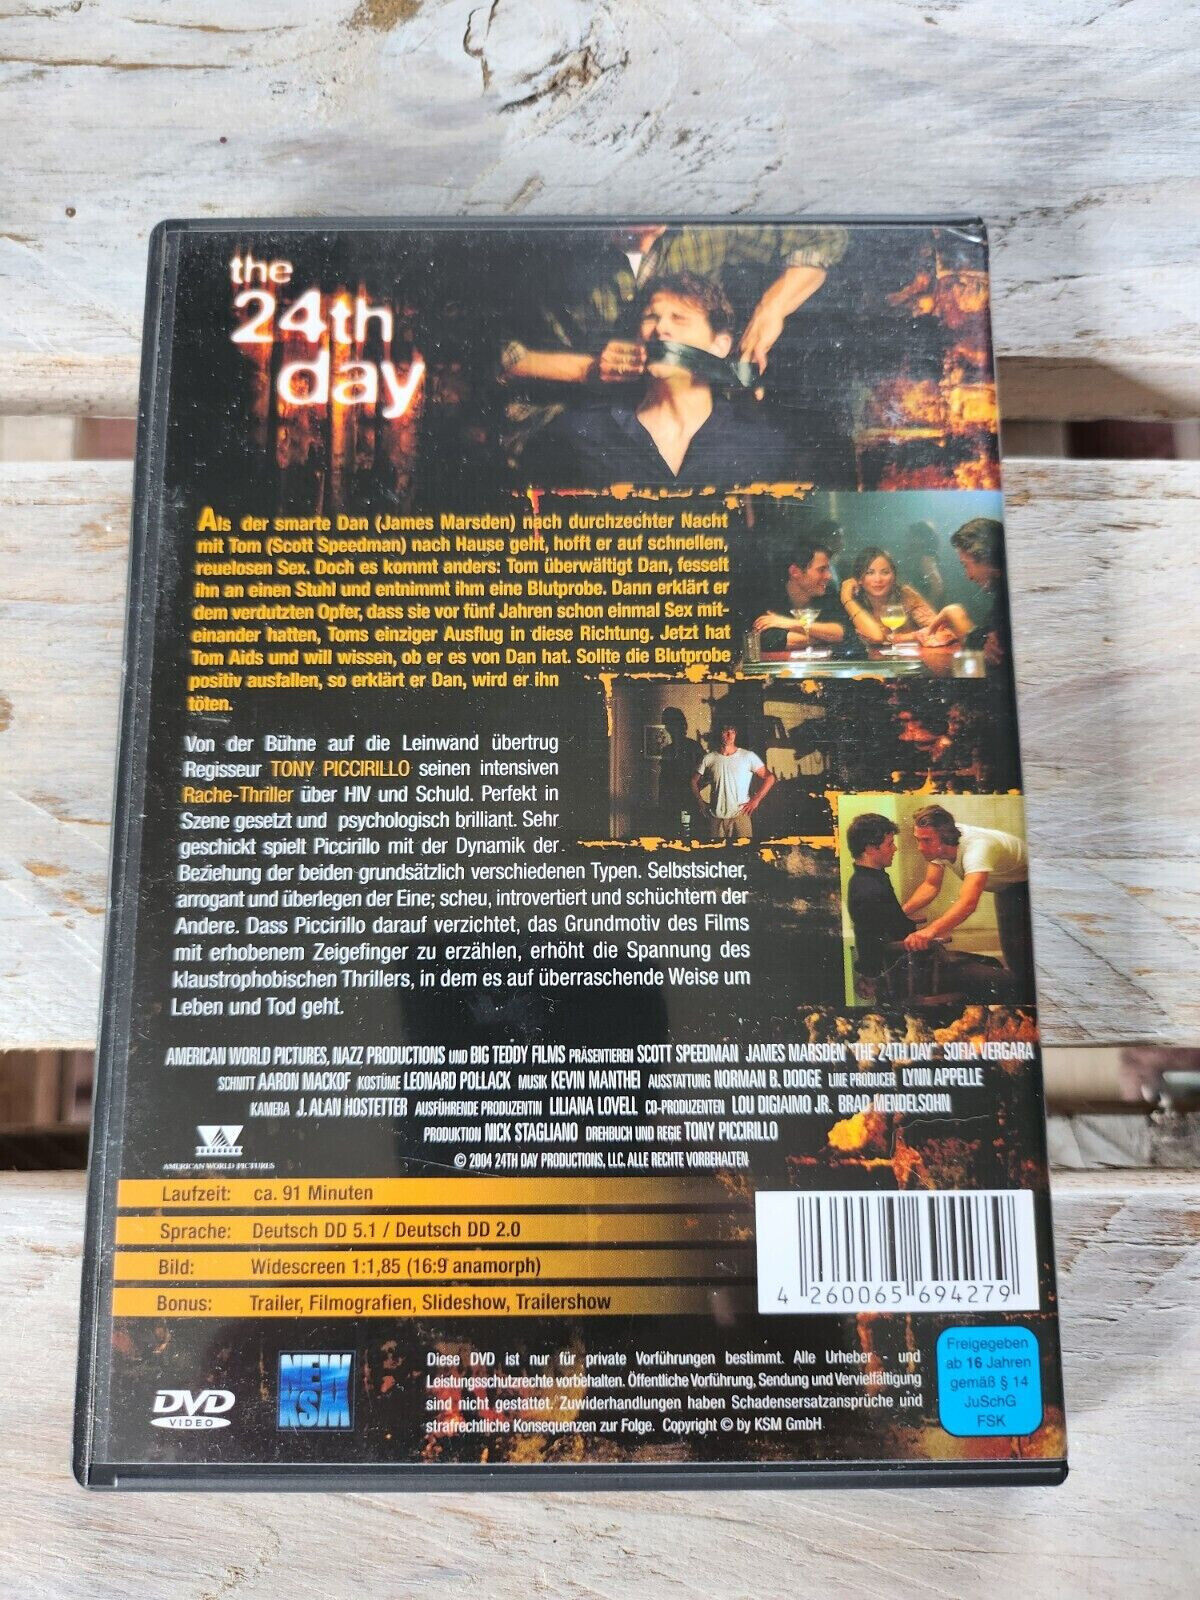 the
24th
day
Als der smarte Dan (James Marsden) nach durchzechter Nacht
mit Tom (Scott Speedman) nach Hause geht, hofft er auf schnellen,
reuelosen Sex. Doch es kommt anders: Tom überwältigt Dan, fesselt
ihn an einen Stuhl und entnimmt ihm eine Blutprobe. Dann erklärt er
dem verdutzten Opfer, dass sie vor fünf Jahren schon einmal Sex mit-
einander hatten, Toms einziger Ausflug in diese Richtung. Jetzt hat
Tom Aids und will wissen, ob er es von Dan hat. Sollte die Blutprobe
positiv ausfallen, so erklärt er Dan, wird er ihn
töten.
Von der Bühne auf die Leinwand übertrug
Regisseur TONY PICCIRILLO seinen intensiven
Rache-Thriller über HIV und Schuld. Perfekt in
Szene gesetzt und psychologisch brilliant. Sehr
geschickt spielt Piccirillo mit der Dynamik der
Beziehung der beiden grundsätzlich verschiedenen Typen. Selbstsicher,
arrogant und überlegen der Eine; scheu, introvertiert und schüchtern der
Andere. Dass Piccirillo darauf verzichtet, das Grundmotiv des Films
mit erhobenem Zeigefinger zu erzählen, erhöht die Spannung des
klaustrophobischen Thrillers, in dem es auf überraschende Weise um
Leben und Tod geht.
AMERICAN WORLD PICTURES, NAZZ PRODUCTIONS UND BIG TEDDY FILMS PRÄSENTIEREN SCOTT SPEEDMAN JAMES MARSDEN "THE 24TH DAY" SOFIA VERGARA
SCHNITT AARON MACKOF KOSTÜME LEONARD POLLACK MUSIK KEVIN MANTHEI AUSSTATTUNG NORMAN B. DODGE LINE PRODUCER LYNN APPELLE
KAMERA J. ALAN HOSTETTER AUSFÜHRENDE PRODUZENTIN LILIANA LOVELL CO-PRODUZENTEN LOU DIGIAIMO JR. BRAD MENDELSOHN
PRODUKTION NICK STAGLIANO DREHBUCH UND REGIE TONY PICCIRILLO
© 2004 24TH DAY PRODUCTIONS, LLC. ALLE RECHTE VORBEHALTEN
AMERICAN WORLD PICTURES
Laufzeit: ca. 91 Minuten
Sprache: Deutsch DD 5.1 / Deutsch DD 2.0
Bild: Widescreen 1:1,85 (16:9 anamorph)
Bonus: Trailer, Filmografien, Slideshow, Trailershow
4 260065 694279
DVD
VIDEO
NEW
KSM
Diese DVD ist nur für private Vorführungen bestimmt. Alle Urheber - und
Leistungsschutzrechte vorbehalten. Öffentliche Vorführung, Sendung und Vervielfältigung
sind nicht gestattet. Zuwiderhandlungen haben Schadensersatzansprüche und
strafrechtliche Konsequenzen zur Folge. Copyright © by KSM GmbH
Freigegeben
ab 16 Jahren
gemäß § 14
JuSchG
FSK